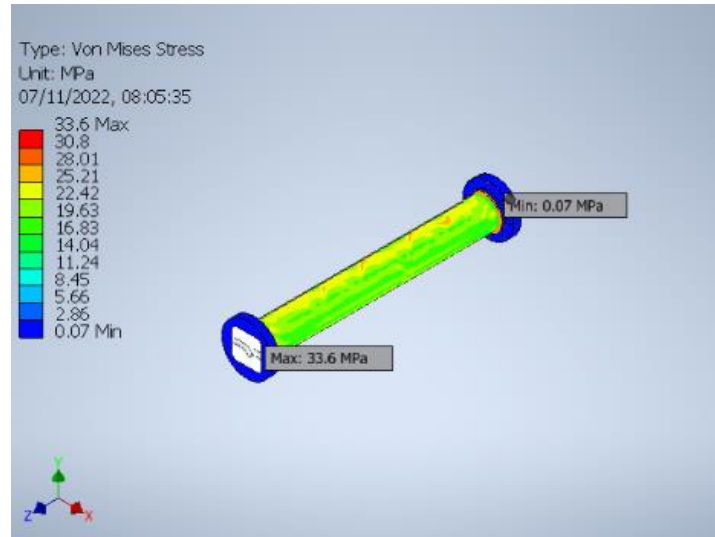 Type: Von Mises Stress
Unit: MPa
07/11/2022, 08:05:35
33.6 Max
30.8
28.01
25.21
22.42
19.63
16.83
14.04
11.24
8.45
5.66
2.86
0.07 Min
Min: 0.07 MPa
Max: 33.6 MPa
Y
Z
X